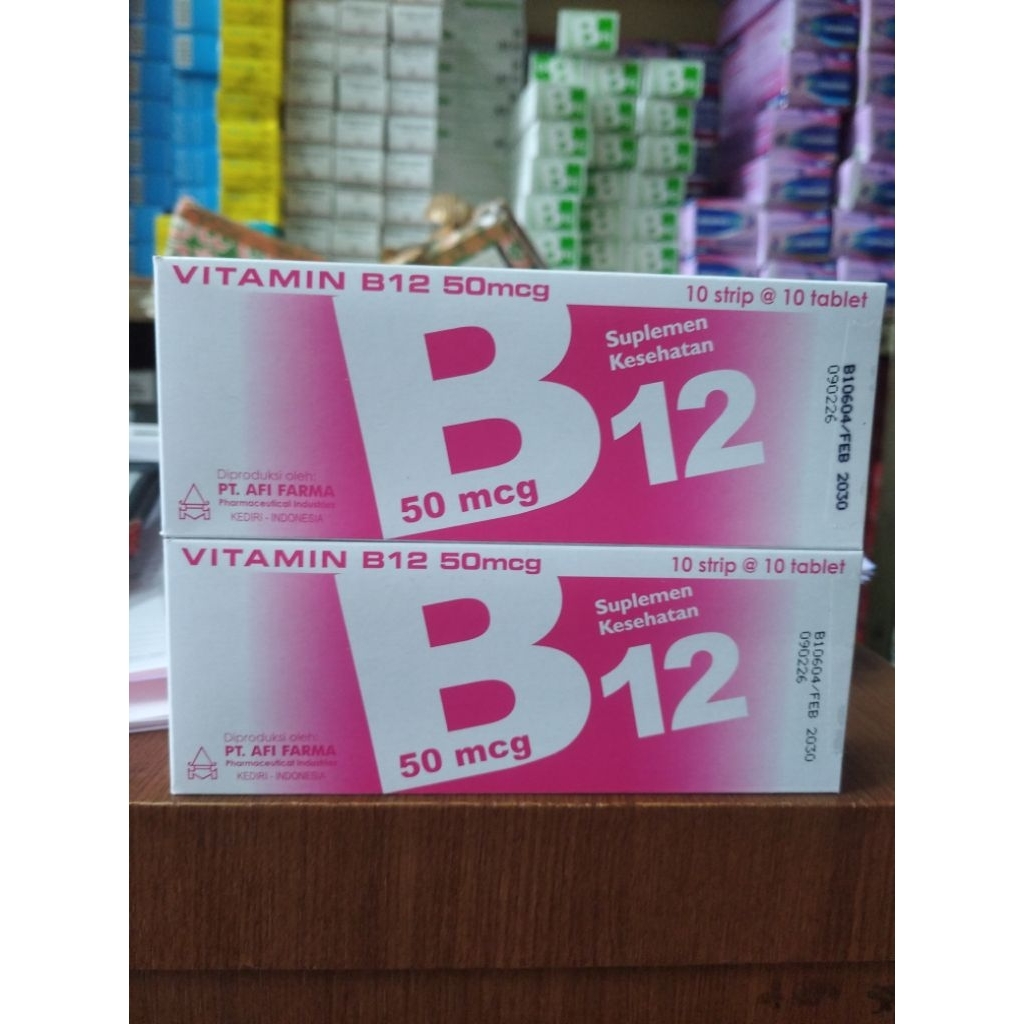 VITAMIN B12 50mcg
10 strip @ 10 tablet
Suplemen
Kesehatan
B12
50 mcg
Diproduksi oleh:
PT. AFI FARMA
Pharmaceutical Industries
KEDIRI - INDONESIA
B10604/FEB 2030
090226
VITAMIN B12 50mcg
10 strip @ 10 tablet
Suplemen
Kesehatan
B12
50 mcg
Diproduksi oleh:
PT. AFI FARMA
Pharmaceutical Industries
KEDIRI - INDONESIA
B10604/FEB 2030
090226